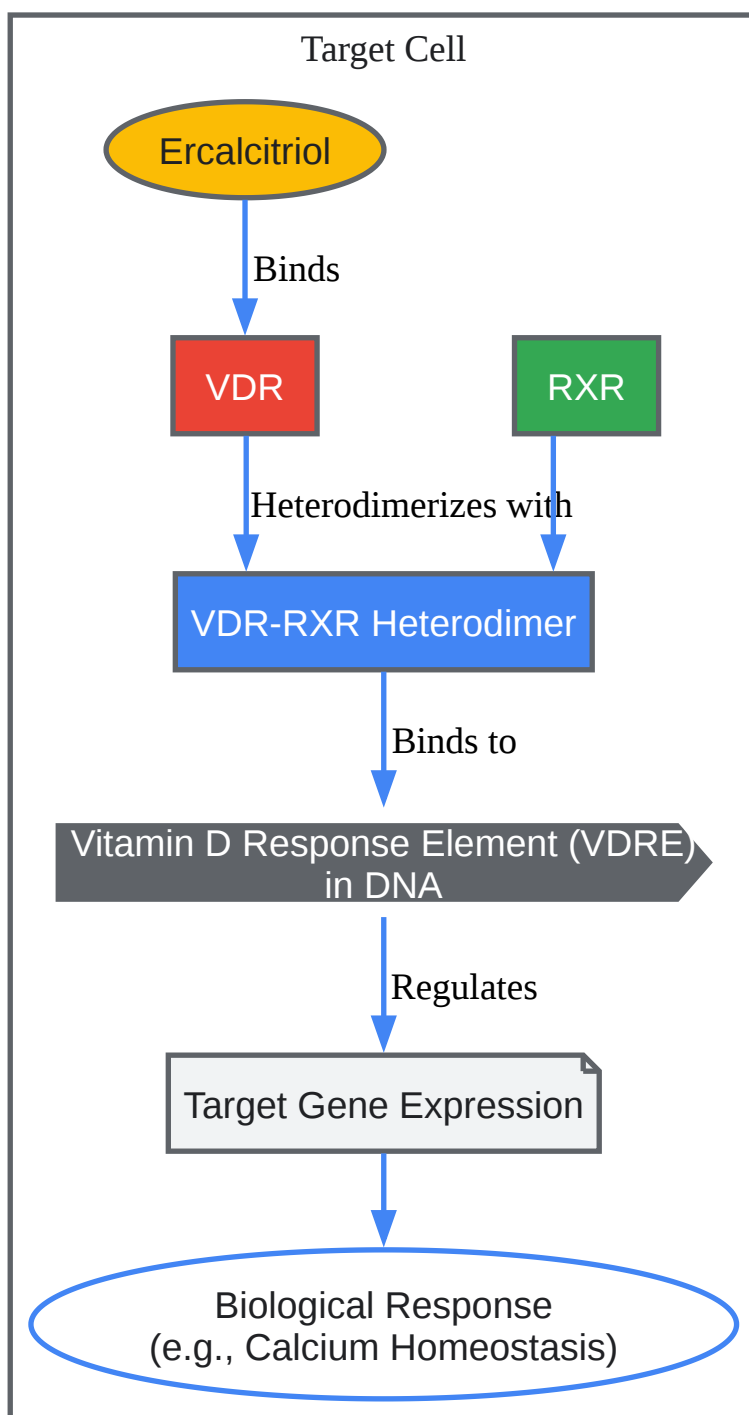 Target Cell
Ercalcitriol
Binds
VDR
RXR
Heterodimerizes with
VDR-RXR Heterodimer
Binds to
Vitamin D Response Element (VDRE)
in DNA
Regulates
Target Gene Expression
Biological Response
(e.g., Calcium Homeostasis)